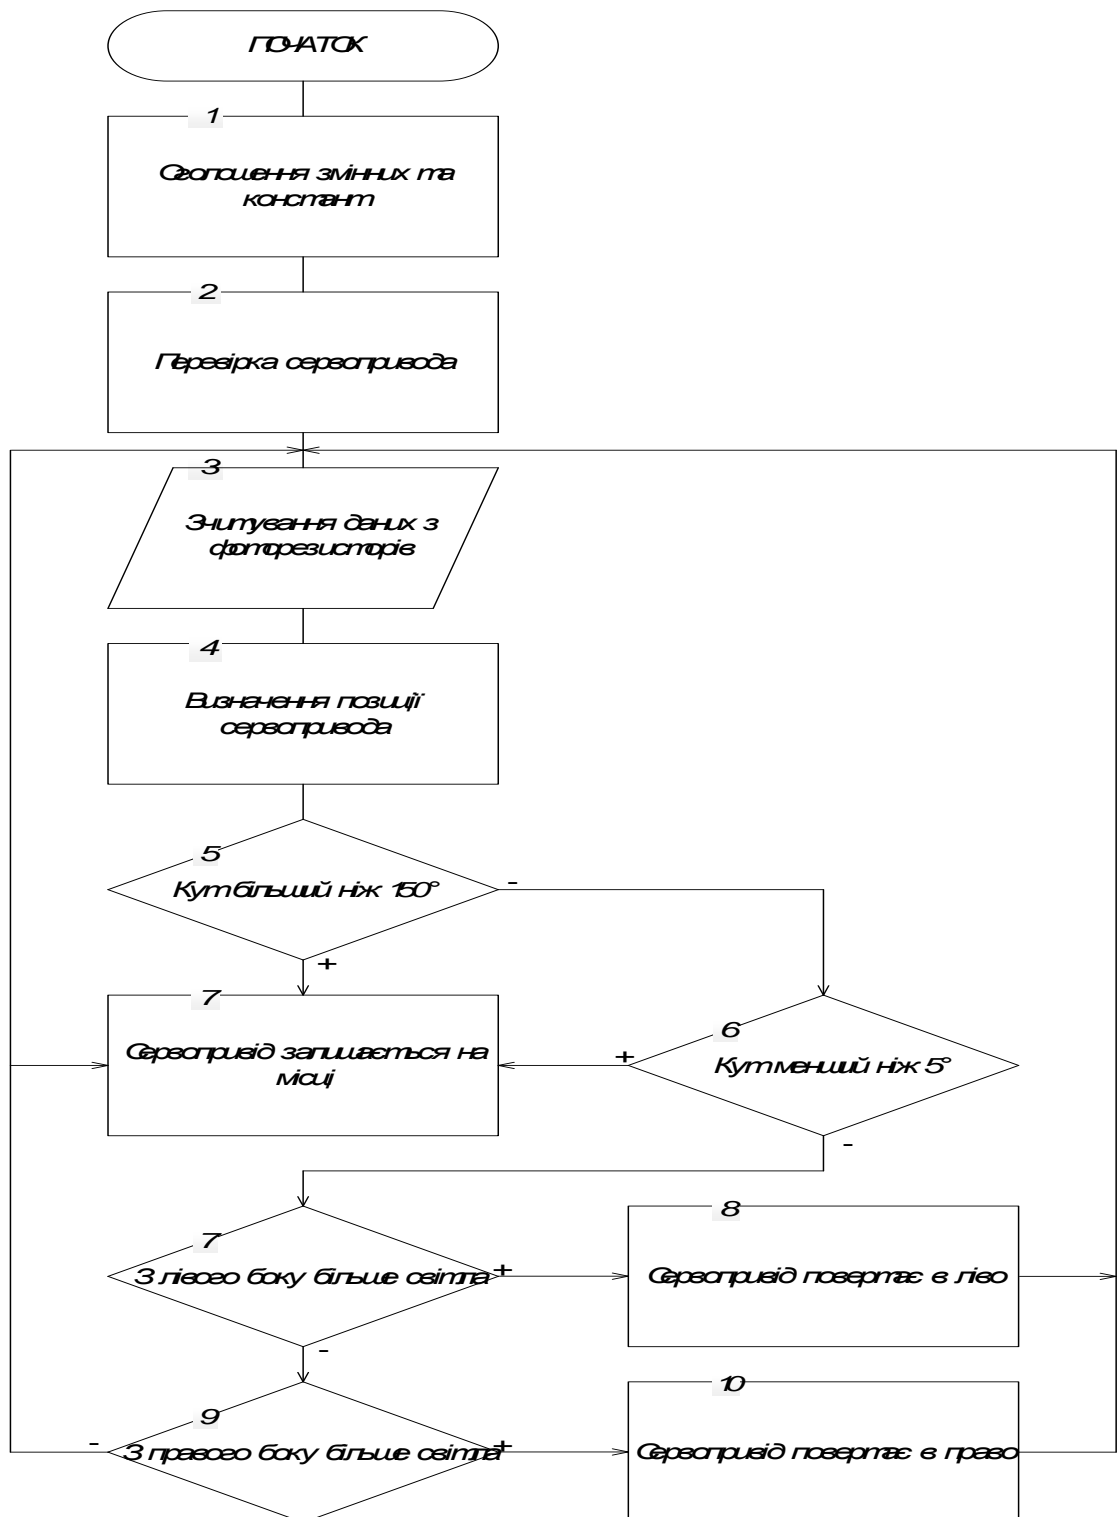 ПОЧАТОК
1
Оголошення змінних та
констант
2
Перевірка сервопривода
3
Зчитування даних з
фоторезисторів
4
Визначення позиції
сервопривода
5
Кут більший ніж 150°
-
+
7
Сервопривід залишається на
місці
6
Кут менший ніж 5°
+
-
7
З лівого боку більше світла
+
-
8
Сервопривід повертає в ліво
9
З правого боку більше світла
-
+
10
Сервопривід повертає в право